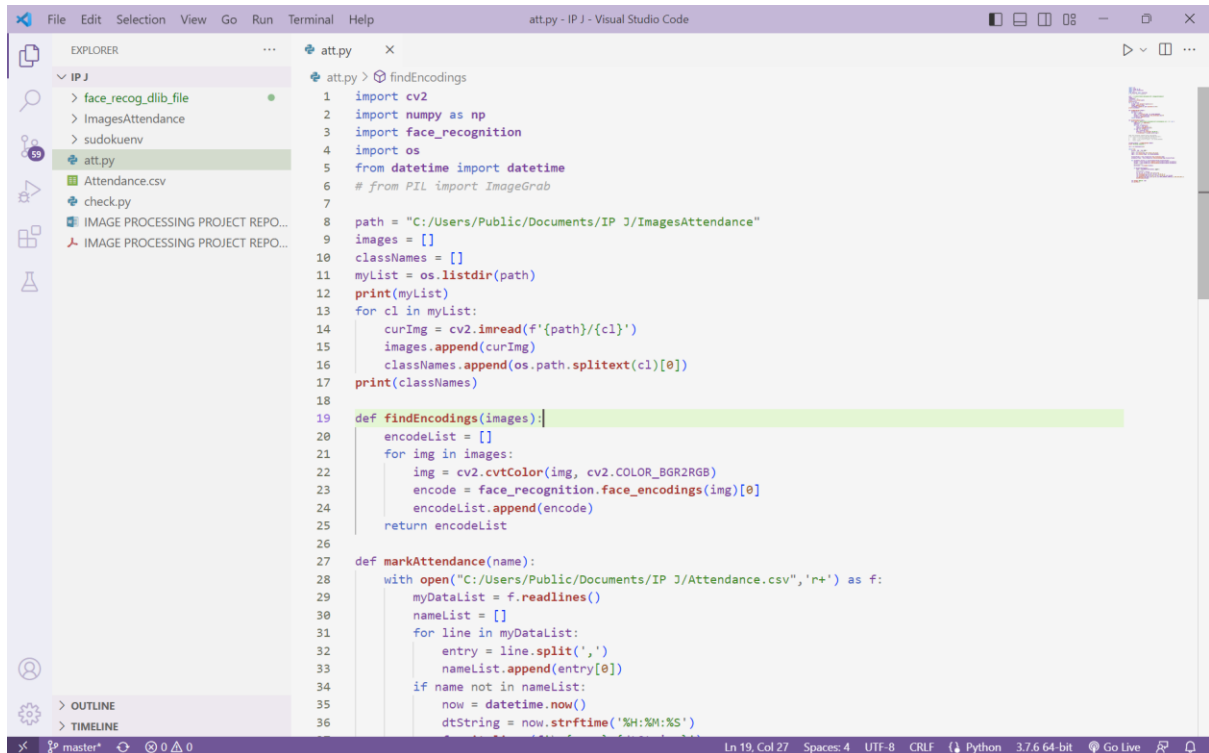 File Edit Selection View Go Run Terminal Help att.py - IP J - Visual Studio Code
EXPLORER
IP J
face_recog_dlib_file
ImagesAttendance
sudokuenv
att.py
Attendance.csv
check.py
IMAGE PROCESSING PROJECT REPO...
IMAGE PROCESSING PROJECT REPO...
OUTLINE
TIMELINE
59
att.py
att.py > findEncodings
1 import cv2
2 import numpy as np
3 import face_recognition
4 import os
5 from datetime import datetime
6 # from PIL import ImageGrab
7
8 path = "C:/Users/Public/Documents/IP J/ImagesAttendance"
9 images = []
10 classNames = []
11 myList = os.listdir(path)
12 print(myList)
13 for cl in myList:
14     curImg = cv2.imread(f'{path}/{cl}')
15     images.append(curImg)
16     classNames.append(os.path.splitext(cl)[0])
17 print(classNames)
18
19 def findEncodings(images):
20     encodeList = []
21     for img in images:
22         img = cv2.cvtColor(img, cv2.COLOR_BGR2RGB)
23         encode = face_recognition.face_encodings(img)[0]
24         encodeList.append(encode)
25     return encodeList
26
27 def markAttendance(name):
28     with open("C:/Users/Public/Documents/IP J/Attendance.csv",'r+') as f:
29         myDataList = f.readlines()
30         nameList = []
31         for line in myDataList:
32             entry = line.split(',')
33             nameList.append(entry[0])
34         if name not in nameList:
35             now = datetime.now()
36             dtString = now.strftime('%H:%M:%S')
master* 0 0 Ln 19, Col 27 Spaces: 4 UTF-8 CRLF Python 3.7.6 64-bit Go Live